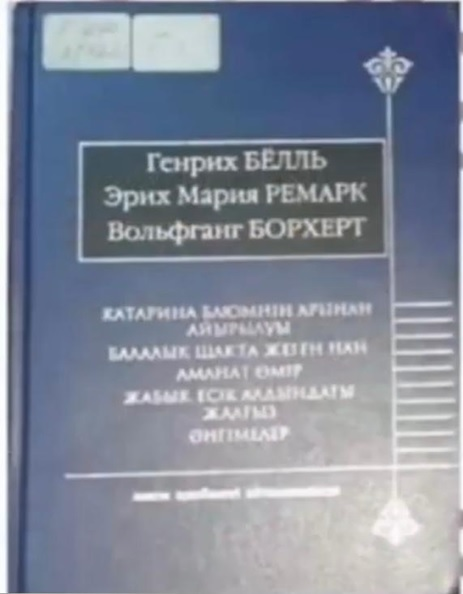 Генрих БЁЛЛЬ
Эрих Мария РЕМАРК
Вольфганг БОРХЕРТ
КАТАРИНА БЛЮМНІҢ АРЫНАН
АЙЫРЫЛУЫ
БАЛАЛЫҚ ШАҚТА ЖЕГЕН НАН
АМАНАТ ӨМІР
ЖАБЫҚ ЕСІК АЛДЫНДАҒЫ
ЖАЛҒЫЗ
ӘҢГІМЕЛЕР